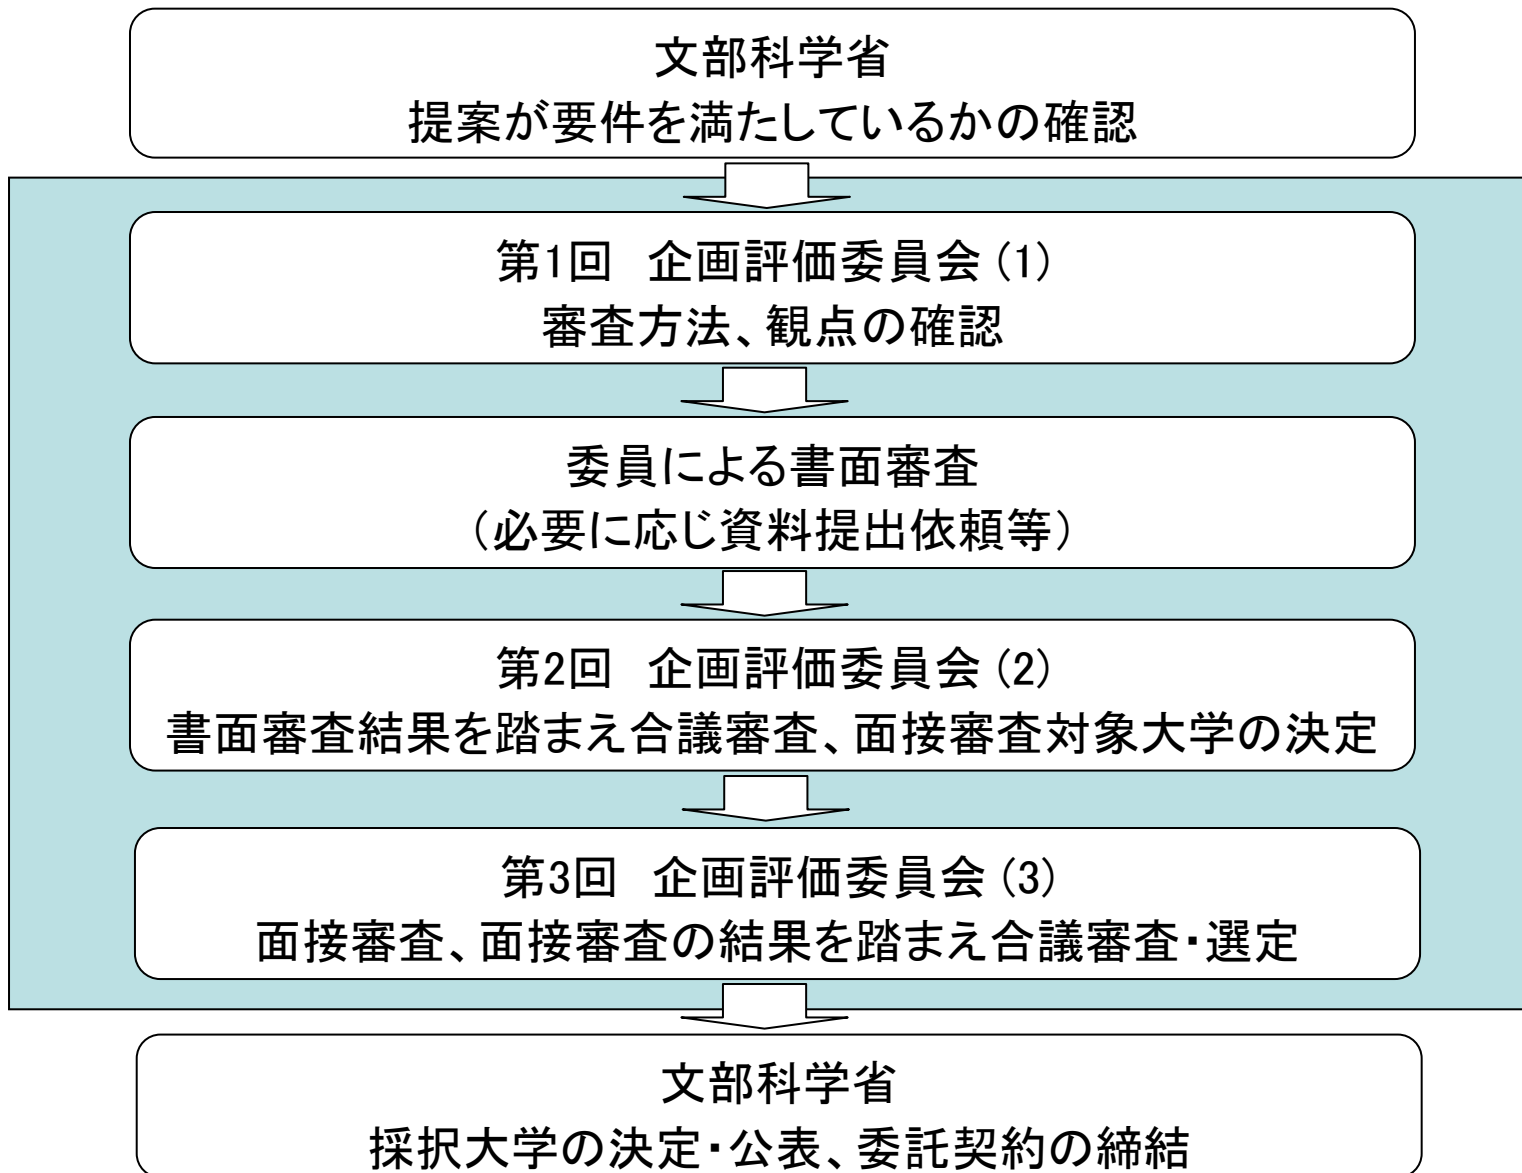 文部科学省
提案が要件を満たしているかの確認
第1回　企画評価委員会 (1)
審査方法、観点の確認
委員による書面審査
（必要に応じ資料提出依頼等）
第2回　企画評価委員会 (2)
書面審査結果を踏まえ合議審査、面接審査対象大学の決定
第3回　企画評価委員会 (3)
面接審査、面接審査の結果を踏まえ合議審査・選定
文部科学省
採択大学の決定・公表、委託契約の締結